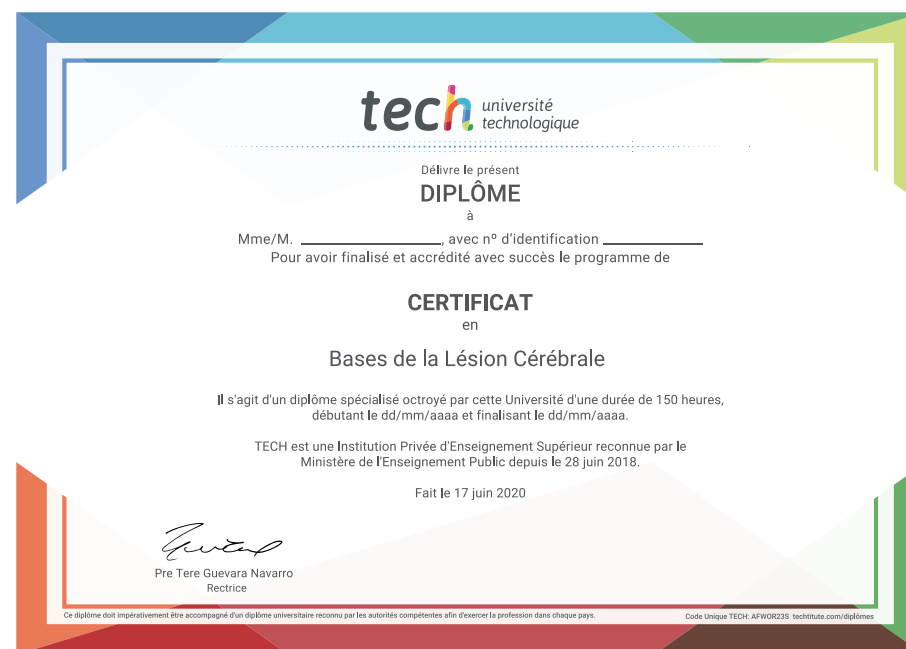 tech université
technologique
Délivre le présent
DIPLÔME
à
Mme/M. ____________________, avec nº d'identification ______________
Pour avoir finalisé et accrédité avec succès le programme de
CERTIFICAT
en
Bases de la Lésion Cérébrale
Il s'agit d'un diplôme spécialisé octroyé par cette Université d'une durée de 150 heures,
débutant le dd/mm/aaaa et finalisant le dd/mm/aaaa.
TECH est une Institution Privée d'Enseignement Supérieur reconnue par le
Ministère de l'Enseignement Public depuis le 28 juin 2018.
Fait le 17 juin 2020
Pre Tere Guevara Navarro
Rectrice
Ce diplôme doit impérativement être accompagné d'un diplôme universitaire reconnu par les autorités compétentes afin d'exercer la profession dans chaque pays.
Code Unique TECH: AFWOR23S techtitute.com/diplômes